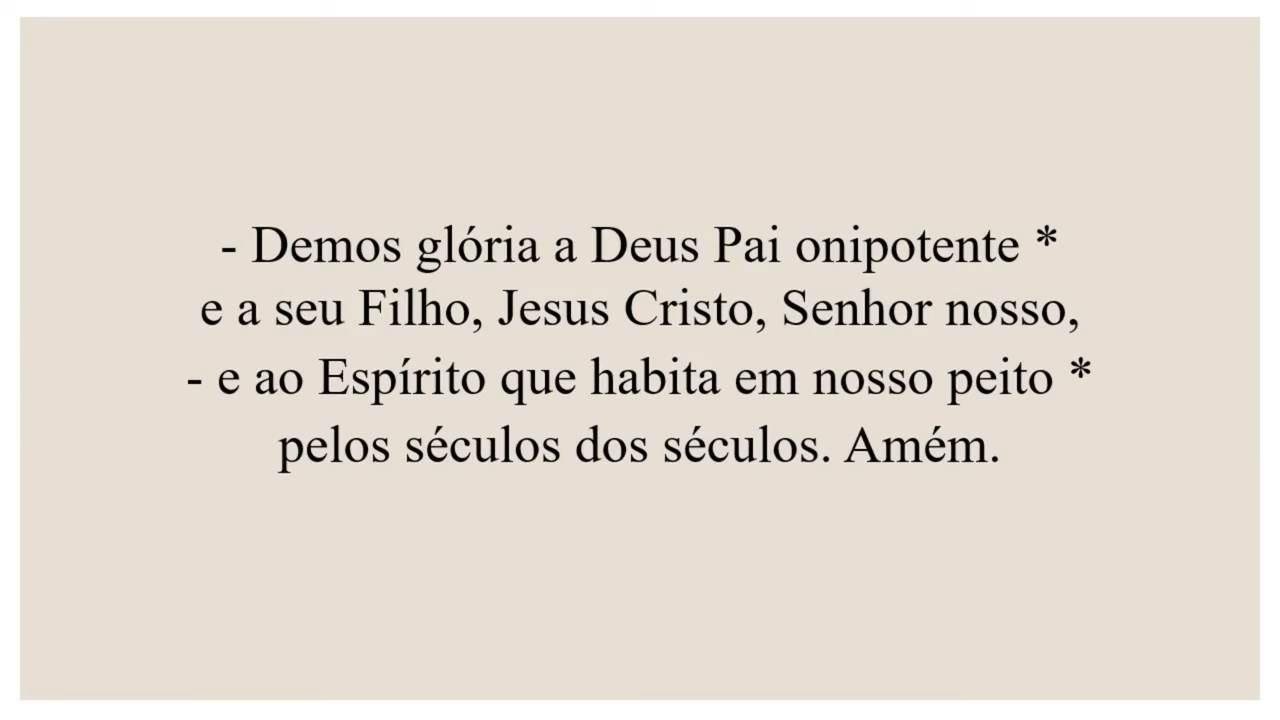 - Demos glória a Deus Pai onipotente *
e a seu Filho, Jesus Cristo, Senhor nosso,
- e ao Espírito que habita em nosso peito *
pelos séculos dos séculos. Amém.